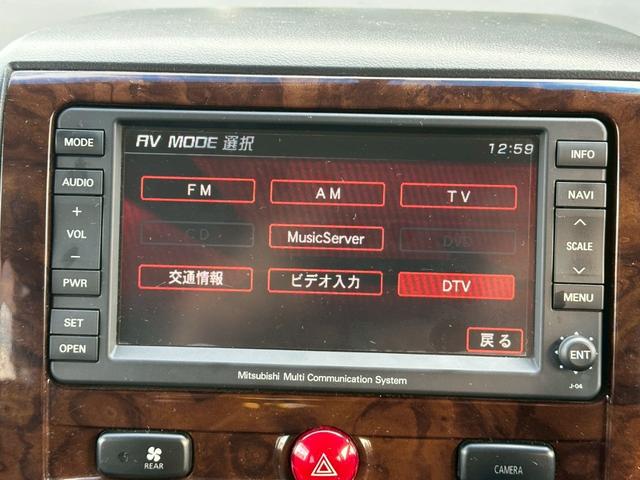 AV MODE 選択
12:59
FM
AM
TV
CD
MusicServer
DVD
交通情報
ビデオ入力
DTV
戻る
MODE
AUDIO
+
VOL
−
PWR
SET
OPEN
INFO
NAVI
SCALE
MENU
ENT
J-04
Mitsubishi Multi Communication System
REAR
CAMERA